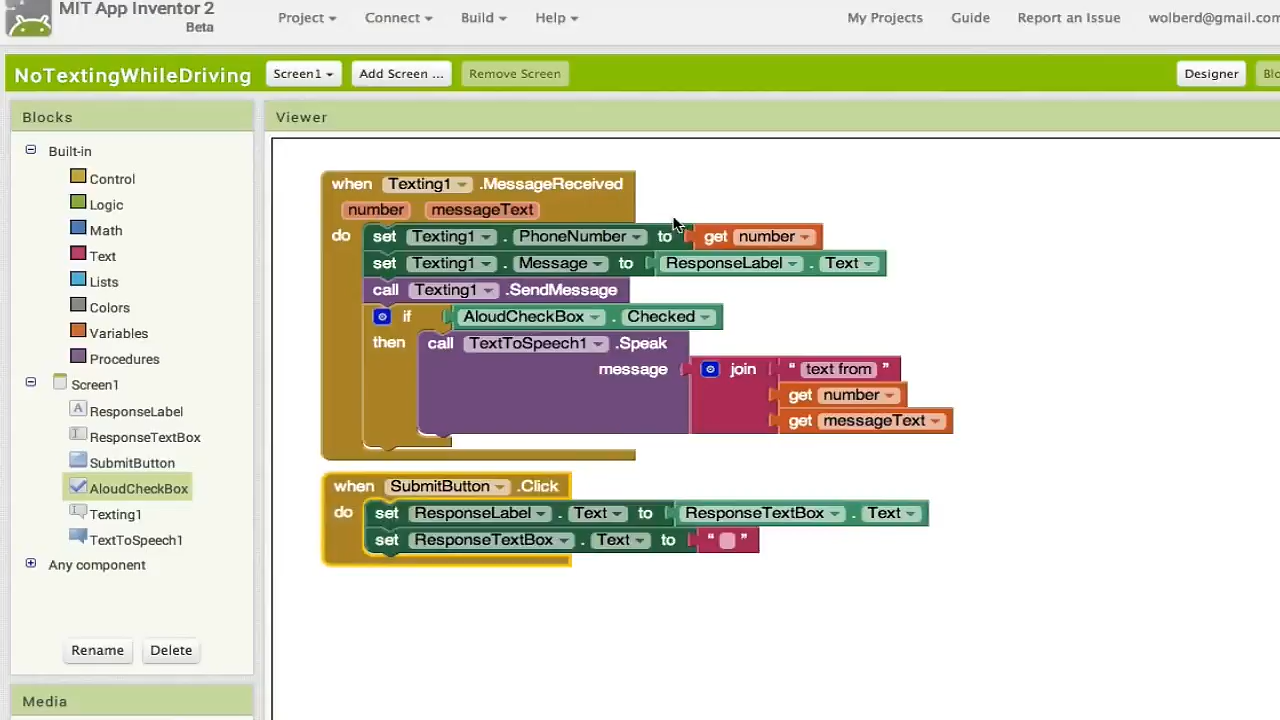 MIT App Inventor 2
Beta
Project Connect Build Help My Projects Guide Report an Issue wolberd@gmail.com
NoTextingWhileDriving Screen1 Add Screen ... Remove Screen Designer
Blocks
Viewer
Built-in
Control
Logic
Math
Text
Lists
Colors
Variables
Procedures
Screen1
ResponseLabel
ResponseTextBox
SubmitButton
AloudCheckBox
Texting1
TextToSpeech1
Any component
Rename Delete
Media
when Texting1 .MessageReceived
number messageText
do set Texting1 . PhoneNumber to get number
set Texting1 . Message to ResponseLabel . Text
call Texting1 .SendMessage
if AloudCheckBox . Checked
then call TextToSpeech1 .Speak
message join " text from "
get number
get messageText
when SubmitButton .Click
do set ResponseLabel . Text to ResponseTextBox . Text
set ResponseTextBox . Text to " "